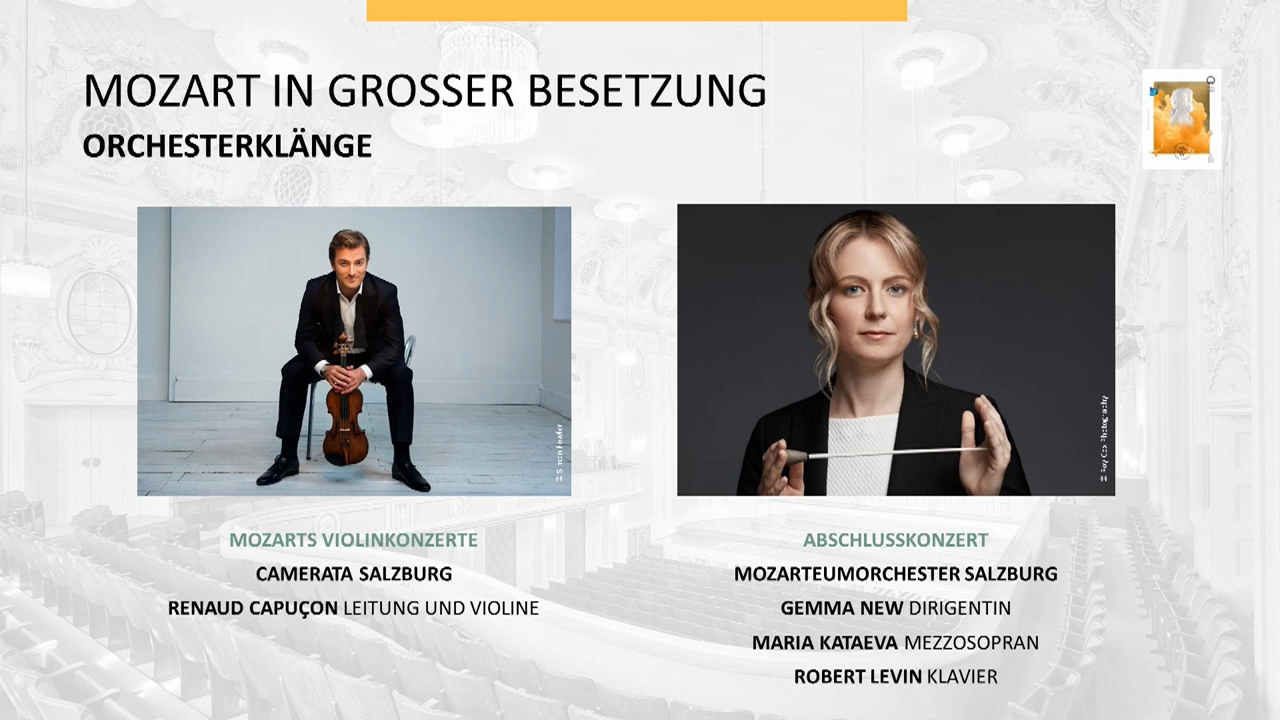 MOZART IN GROSSER BESETZUNG
ORCHESTERKLÄNGE
MOZARTS VIOLINKONZERTE
CAMERATA SALZBURG
RENAUD CAPUÇON LEITUNG UND VIOLINE
ABSCHLUSSKONZERT
MOZARTEUMORCHESTER SALZBURG
GEMMA NEW DIRIGENTIN
MARIA KATAEVA MEZZOSOPRAN
ROBERT LEVIN KLAVIER